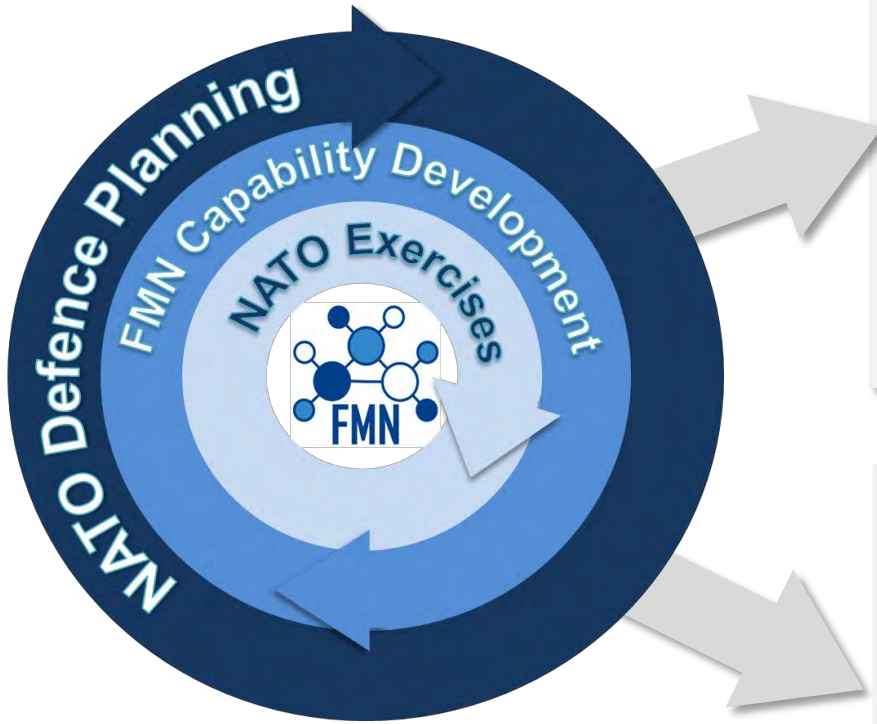 NATO Defence Planning
FMN Capability Development
NATO Exercises
FMN